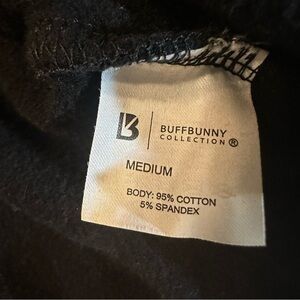 B
BUFFBUNNY
COLLECTION®
MEDIUM
BODY: 95% COTTON
5% SPANDEX